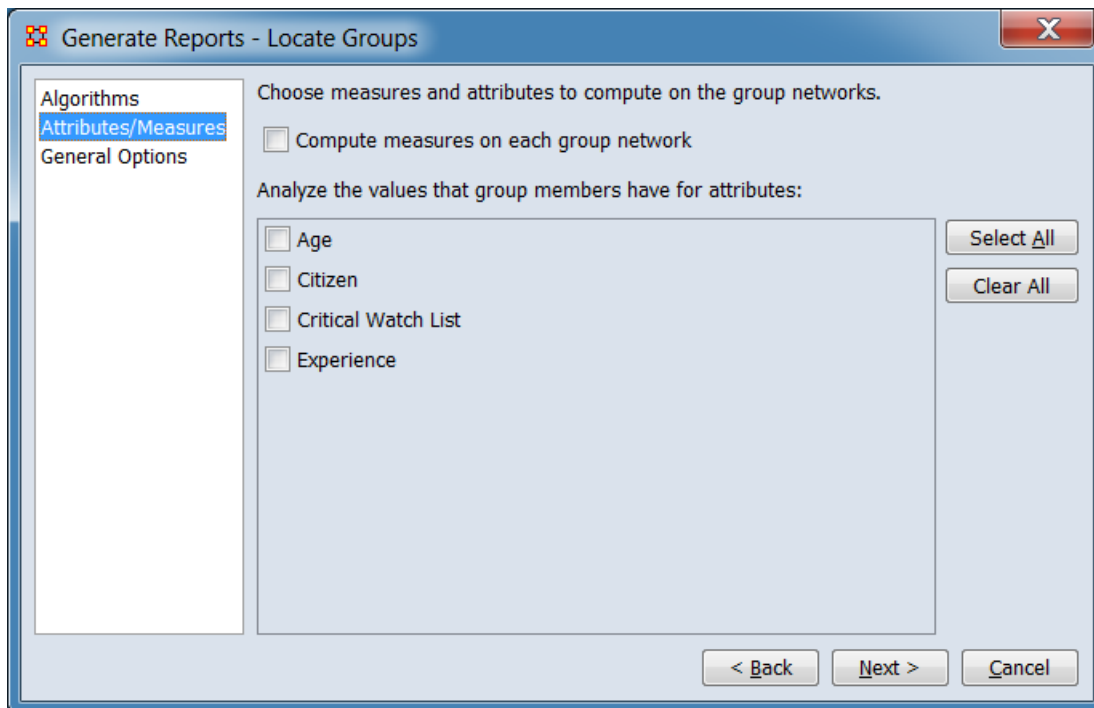 Generate Reports - Locate Groups
X
Algorithms
Attributes/Measures
General Options
Choose measures and attributes to compute on the group networks.
Compute measures on each group network
Analyze the values that group members have for attributes:
Age
Citizen
Critical Watch List
Experience
Select All
Clear All
< Back
Next >
Cancel